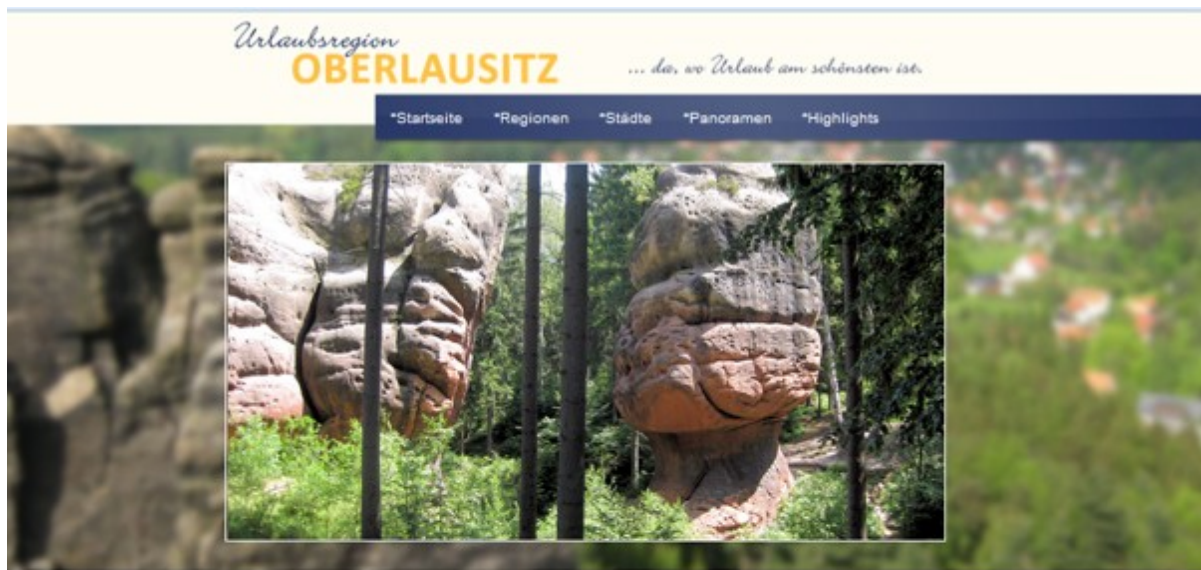 Urlaubsregion
OBERLAUSITZ
... da, wo Urlaub am schönsten ist.
*Startseite *Regionen *Städte *Panoramen *Highlights